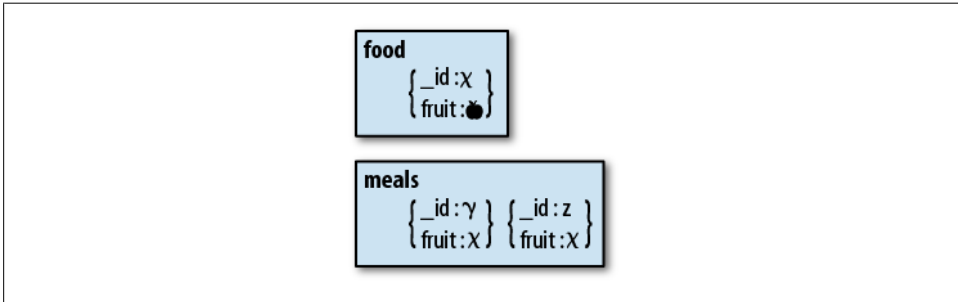 food
{ _id :χ }
{ fruit : }
meals
{ _id : γ } { _id : z }
{ fruit : χ } { fruit : χ }